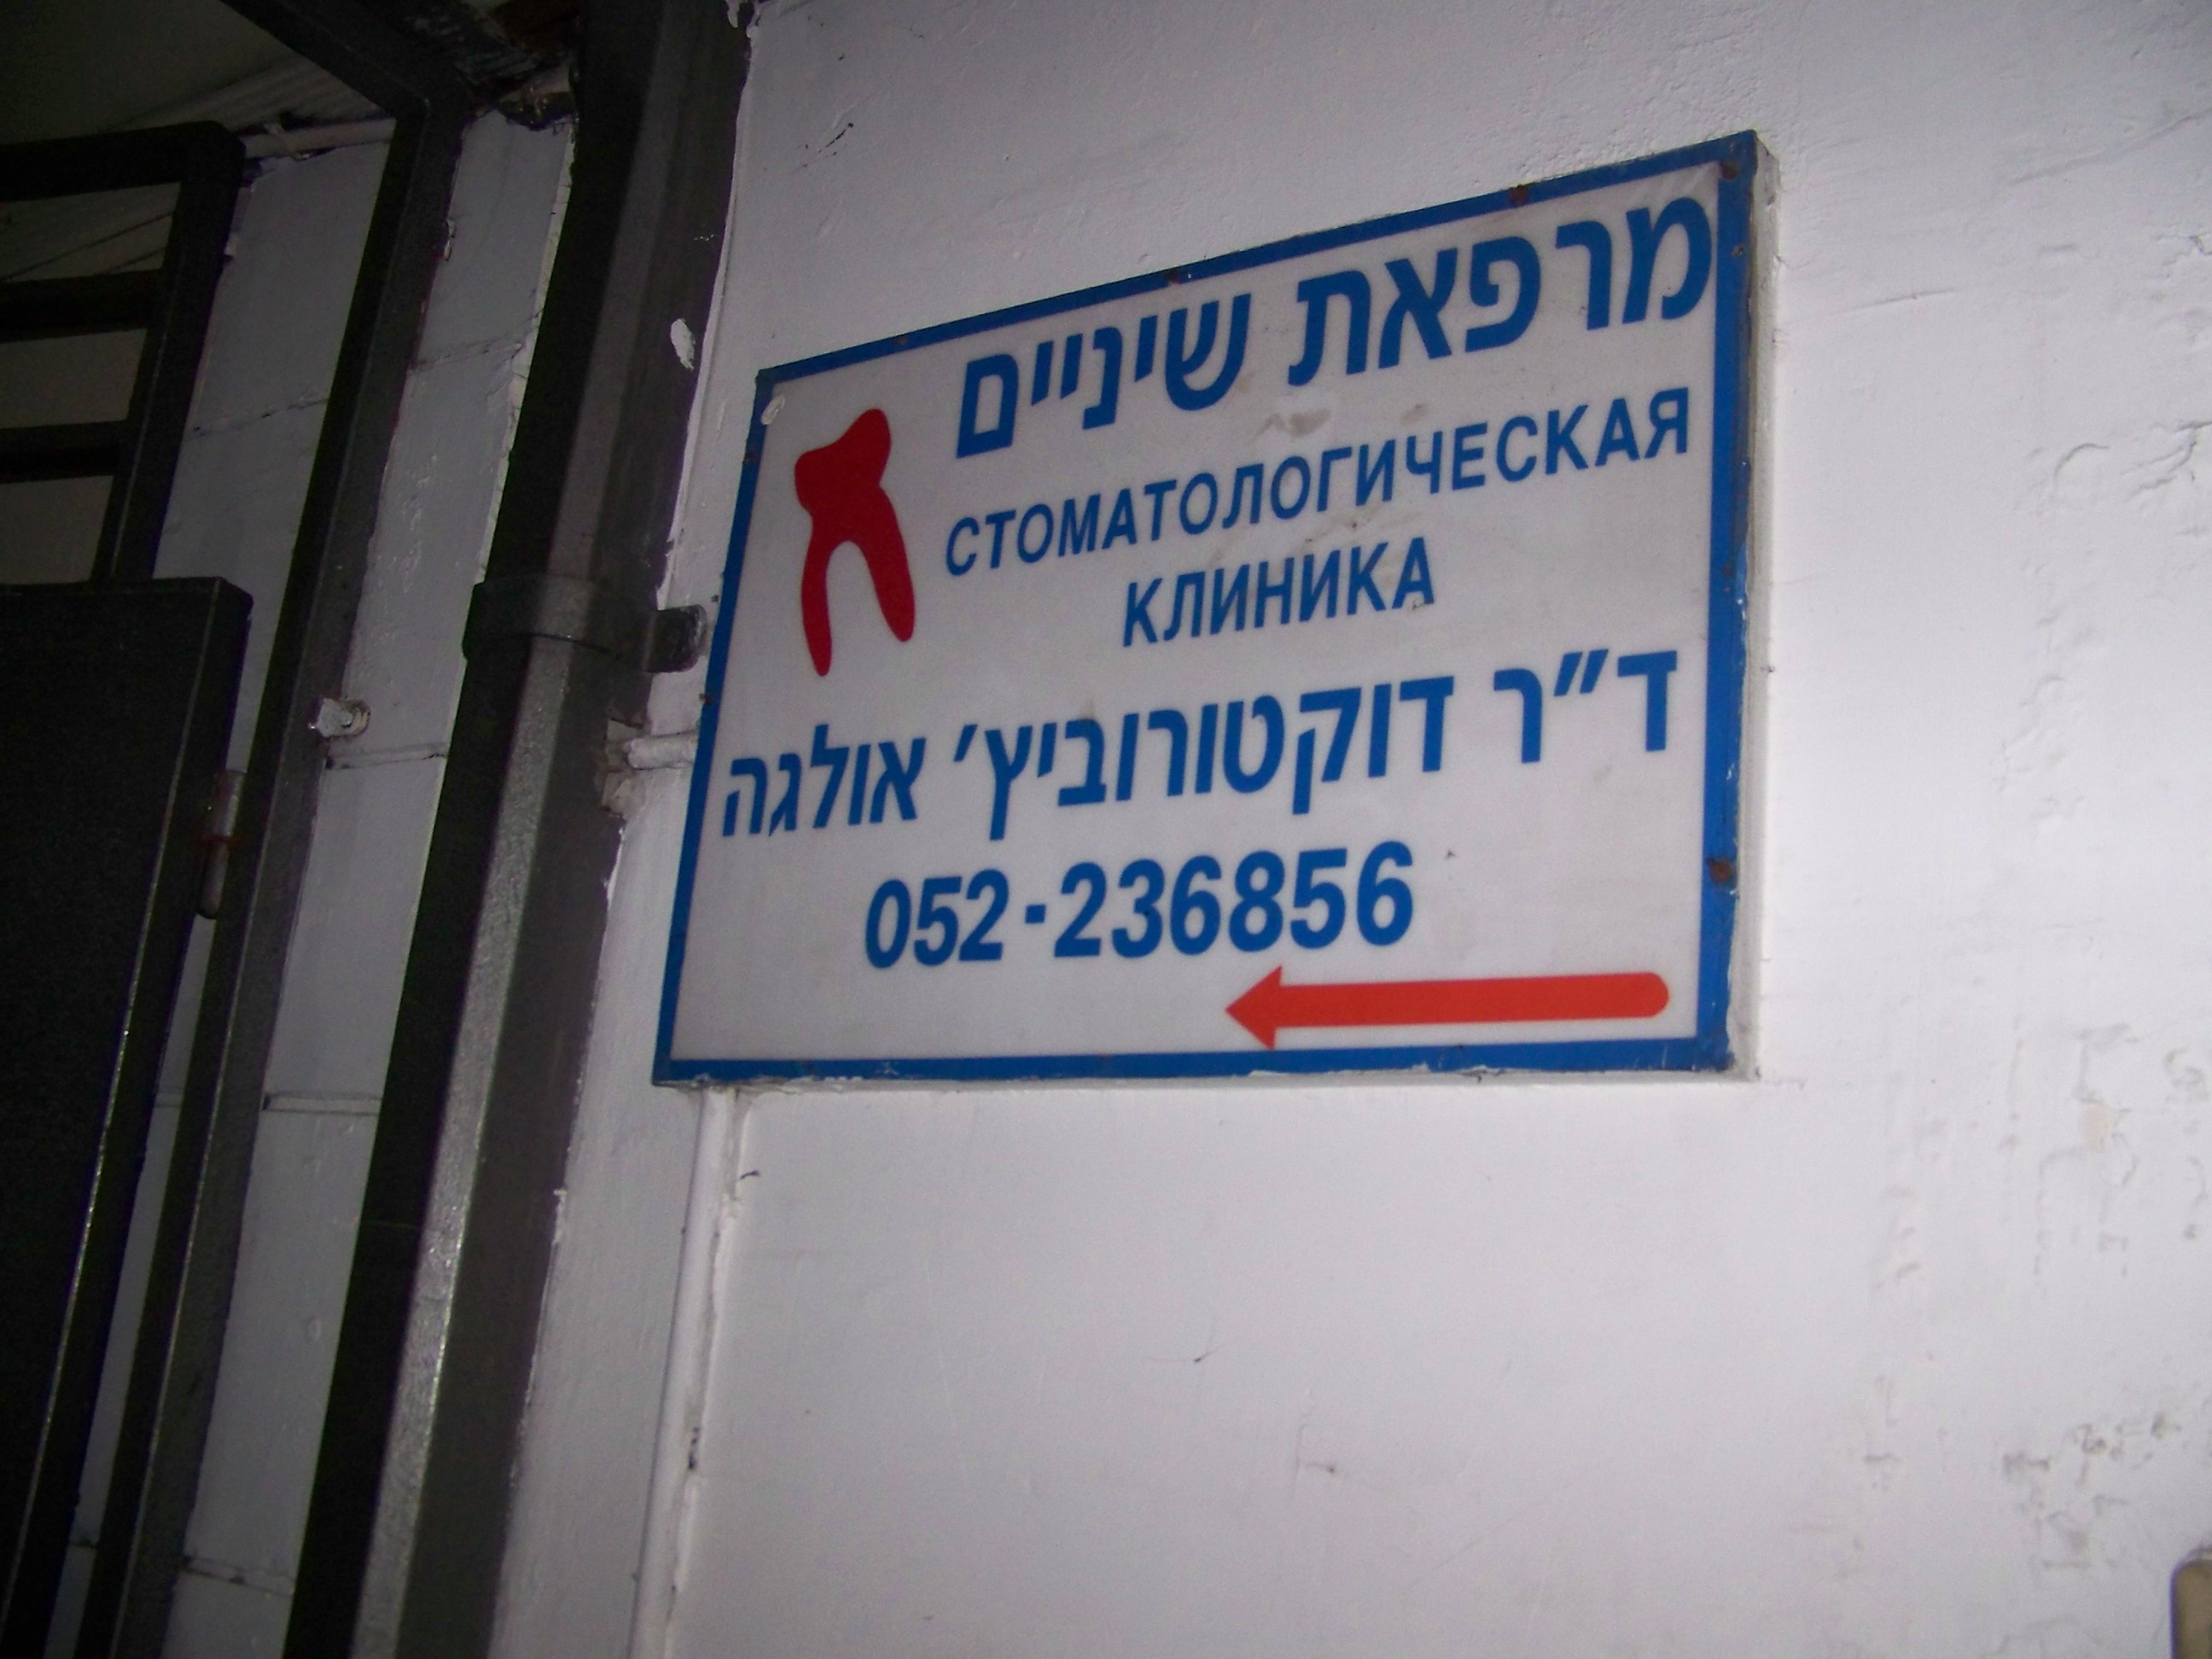 מרפאת שיניים
СТОМАТОЛОГИЧЕСКАЯ
КЛИНИКА
ד"ר דוקטורוביץ' אולגה
052-236856